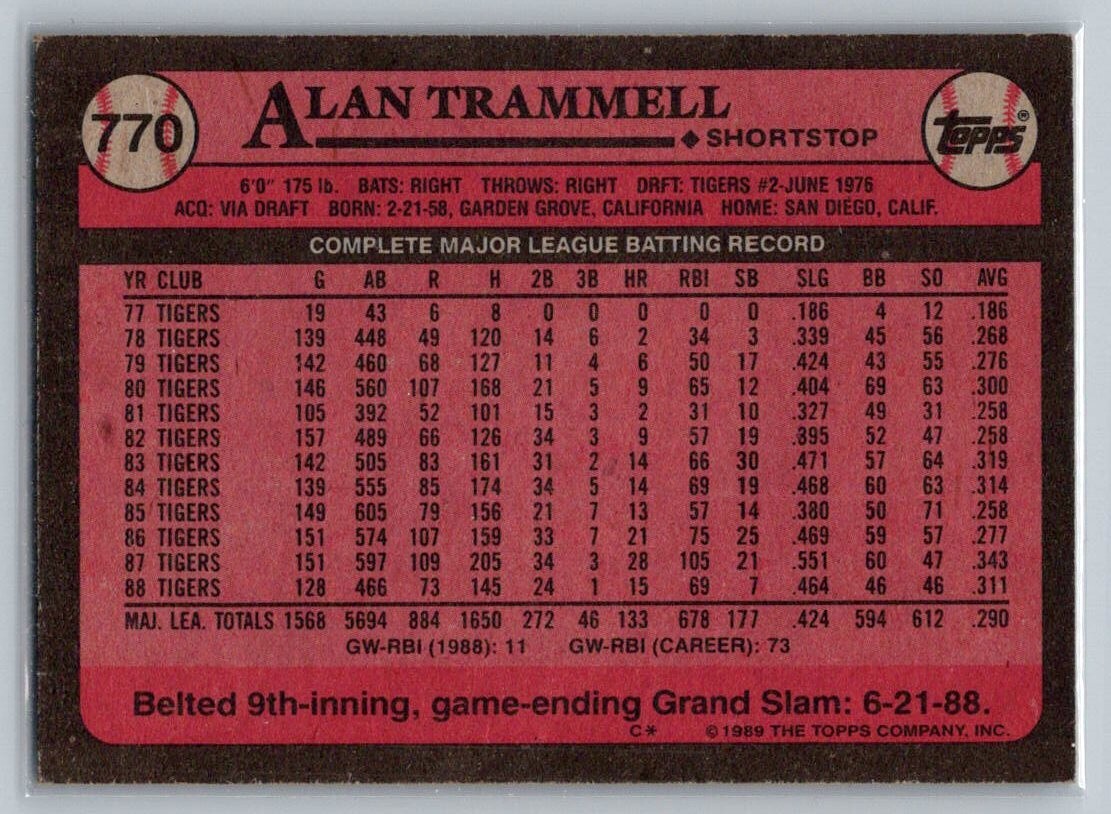 770
ALAN TRAMMELL
◆ SHORTSTOP
TOPPS®
6'0" 175 lb. BATS: RIGHT THROWS: RIGHT DRFT: TIGERS #2-JUNE 1976
ACQ: VIA DRAFT BORN: 2-21-58, GARDEN GROVE, CALIFORNIA HOME: SAN DIEGO, CALIF.
COMPLETE MAJOR LEAGUE BATTING RECORD
YR CLUB G AB R H 2B 3B HR RBI SB SLG BB SO AVG
77 TIGERS 19 43 6 8 0 0 0 0 0 .186 4 12 .186
78 TIGERS 139 448 49 120 14 6 2 34 3 .339 45 56 .268
79 TIGERS 142 460 68 127 11 4 6 50 17 .424 43 55 .276
80 TIGERS 146 560 107 168 21 5 9 65 12 .404 69 63 .300
81 TIGERS 105 392 52 101 15 3 2 31 10 .327 49 31 .258
82 TIGERS 157 489 66 126 34 3 9 57 19 .395 52 47 .258
83 TIGERS 142 505 83 161 31 2 14 66 30 .471 57 64 .319
84 TIGERS 139 555 85 174 34 5 14 69 19 .468 60 63 .314
85 TIGERS 149 605 79 156 21 7 13 57 14 .380 50 71 .258
86 TIGERS 151 574 107 159 33 7 21 75 25 .469 59 57 .277
87 TIGERS 151 597 109 205 34 3 28 105 21 .551 60 47 .343
88 TIGERS 128 466 73 145 24 1 15 69 7 .464 46 46 .311
MAJ. LEA. TOTALS 1568 5694 884 1650 272 46 133 678 177 .424 594 612 .290
GW-RBI (1988): 11 GW-RBI (CAREER): 73
Belted 9th-inning, game-ending Grand Slam: 6-21-88.
C* ©1989 THE TOPPS COMPANY, INC.